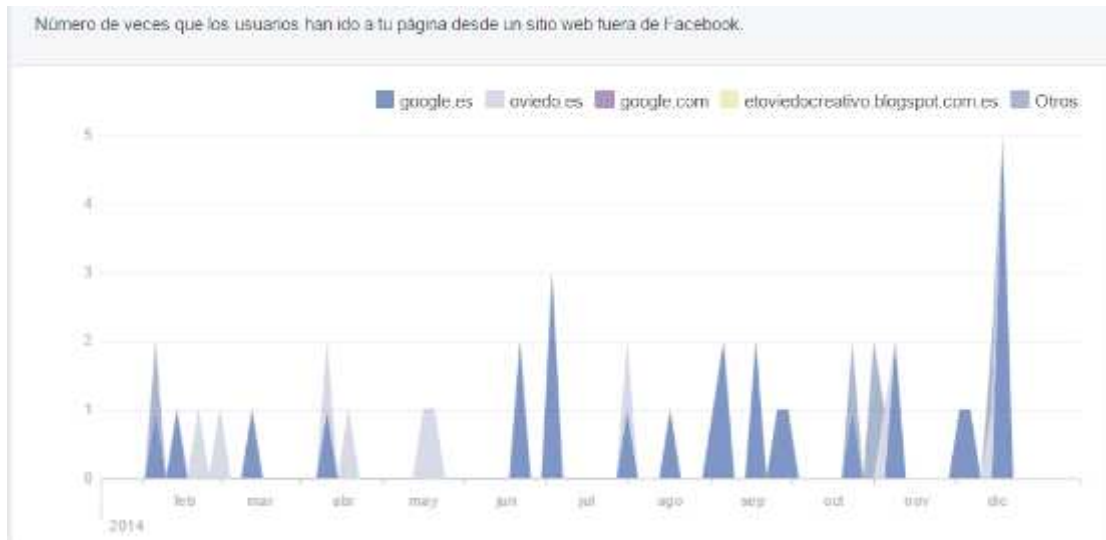 Número de veces que los usuarios han ido a tu página desde un sitio web fuera de Facebook.
google.es oviedo.es google.com etoviedocreativo.blogspot.com.es Otros
5
4
3
2
1
0
feb mar abr may jun jul ago sep oct nov dic
2014